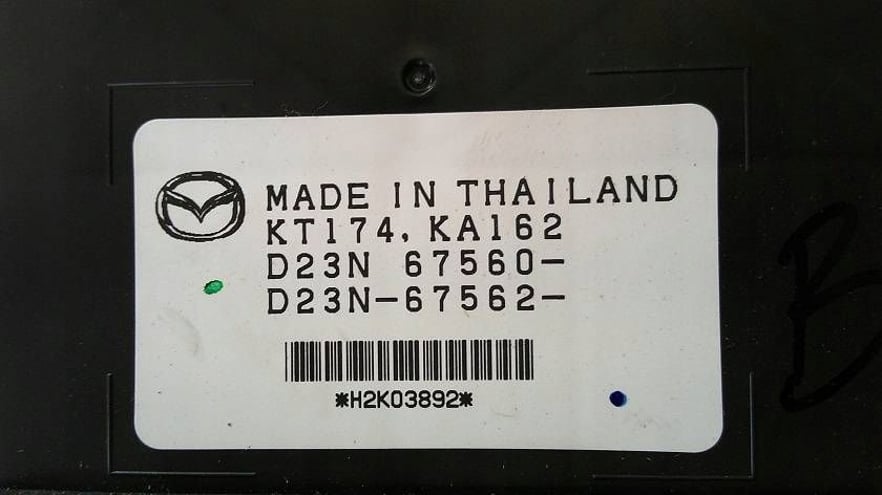 MADE IN THAILAND
KT174, KA162
D23N 67560-
D23N-67562-
*H2K03892*
B